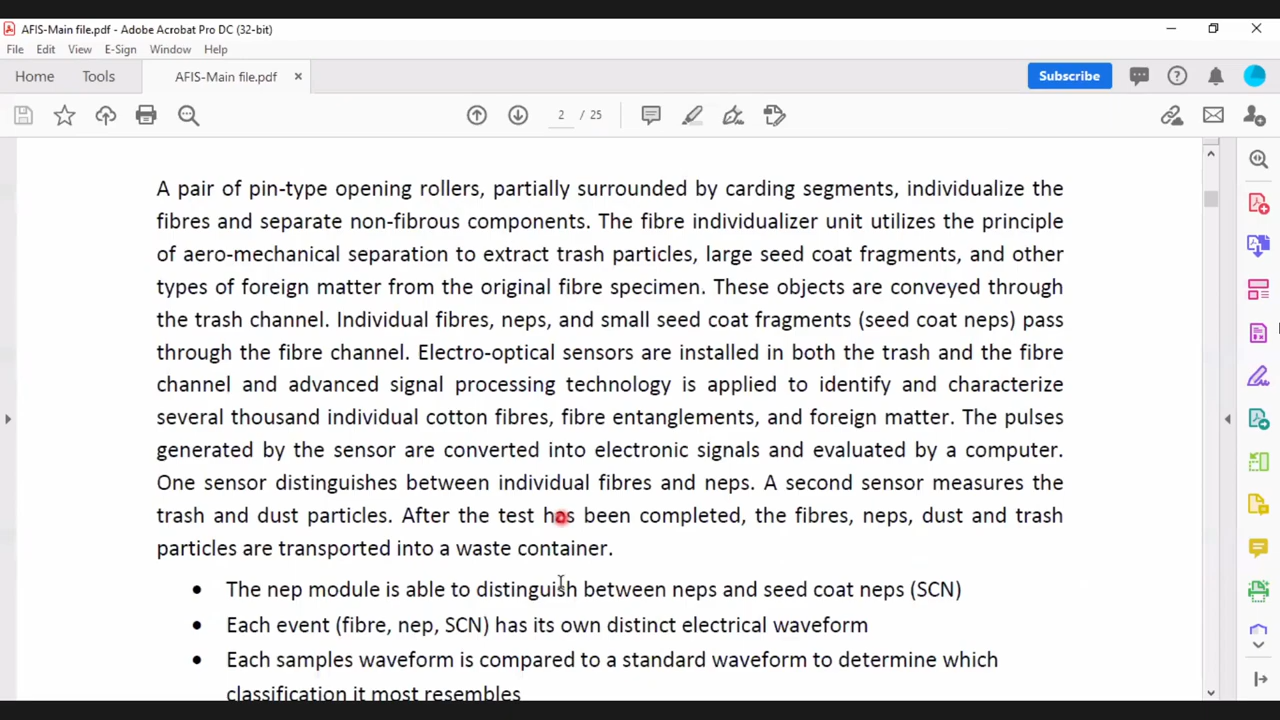 AFIS-Main file.pdf - Adobe Acrobat Pro DC (32-bit)
File Edit View E-Sign Window Help
Home Tools AFIS-Main file.pdf × Subscribe
2 / 25
A pair of pin-type opening rollers, partially surrounded by carding segments, individualize the
fibres and separate non-fibrous components. The fibre individualizer unit utilizes the principle
of aero-mechanical separation to extract trash particles, large seed coat fragments, and other
types of foreign matter from the original fibre specimen. These objects are conveyed through
the trash channel. Individual fibres, neps, and small seed coat fragments (seed coat neps) pass
through the fibre channel. Electro-optical sensors are installed in both the trash and the fibre
channel and advanced signal processing technology is applied to identify and characterize
several thousand individual cotton fibres, fibre entanglements, and foreign matter. The pulses
generated by the sensor are converted into electronic signals and evaluated by a computer.
One sensor distinguishes between individual fibres and neps. A second sensor measures the
trash and dust particles. After the test has been completed, the fibres, neps, dust and trash
particles are transported into a waste container.
• The nep module is able to distinguish between neps and seed coat neps (SCN)
• Each event (fibre, nep, SCN) has its own distinct electrical waveform
• Each samples waveform is compared to a standard waveform to determine which
classification it most resembles